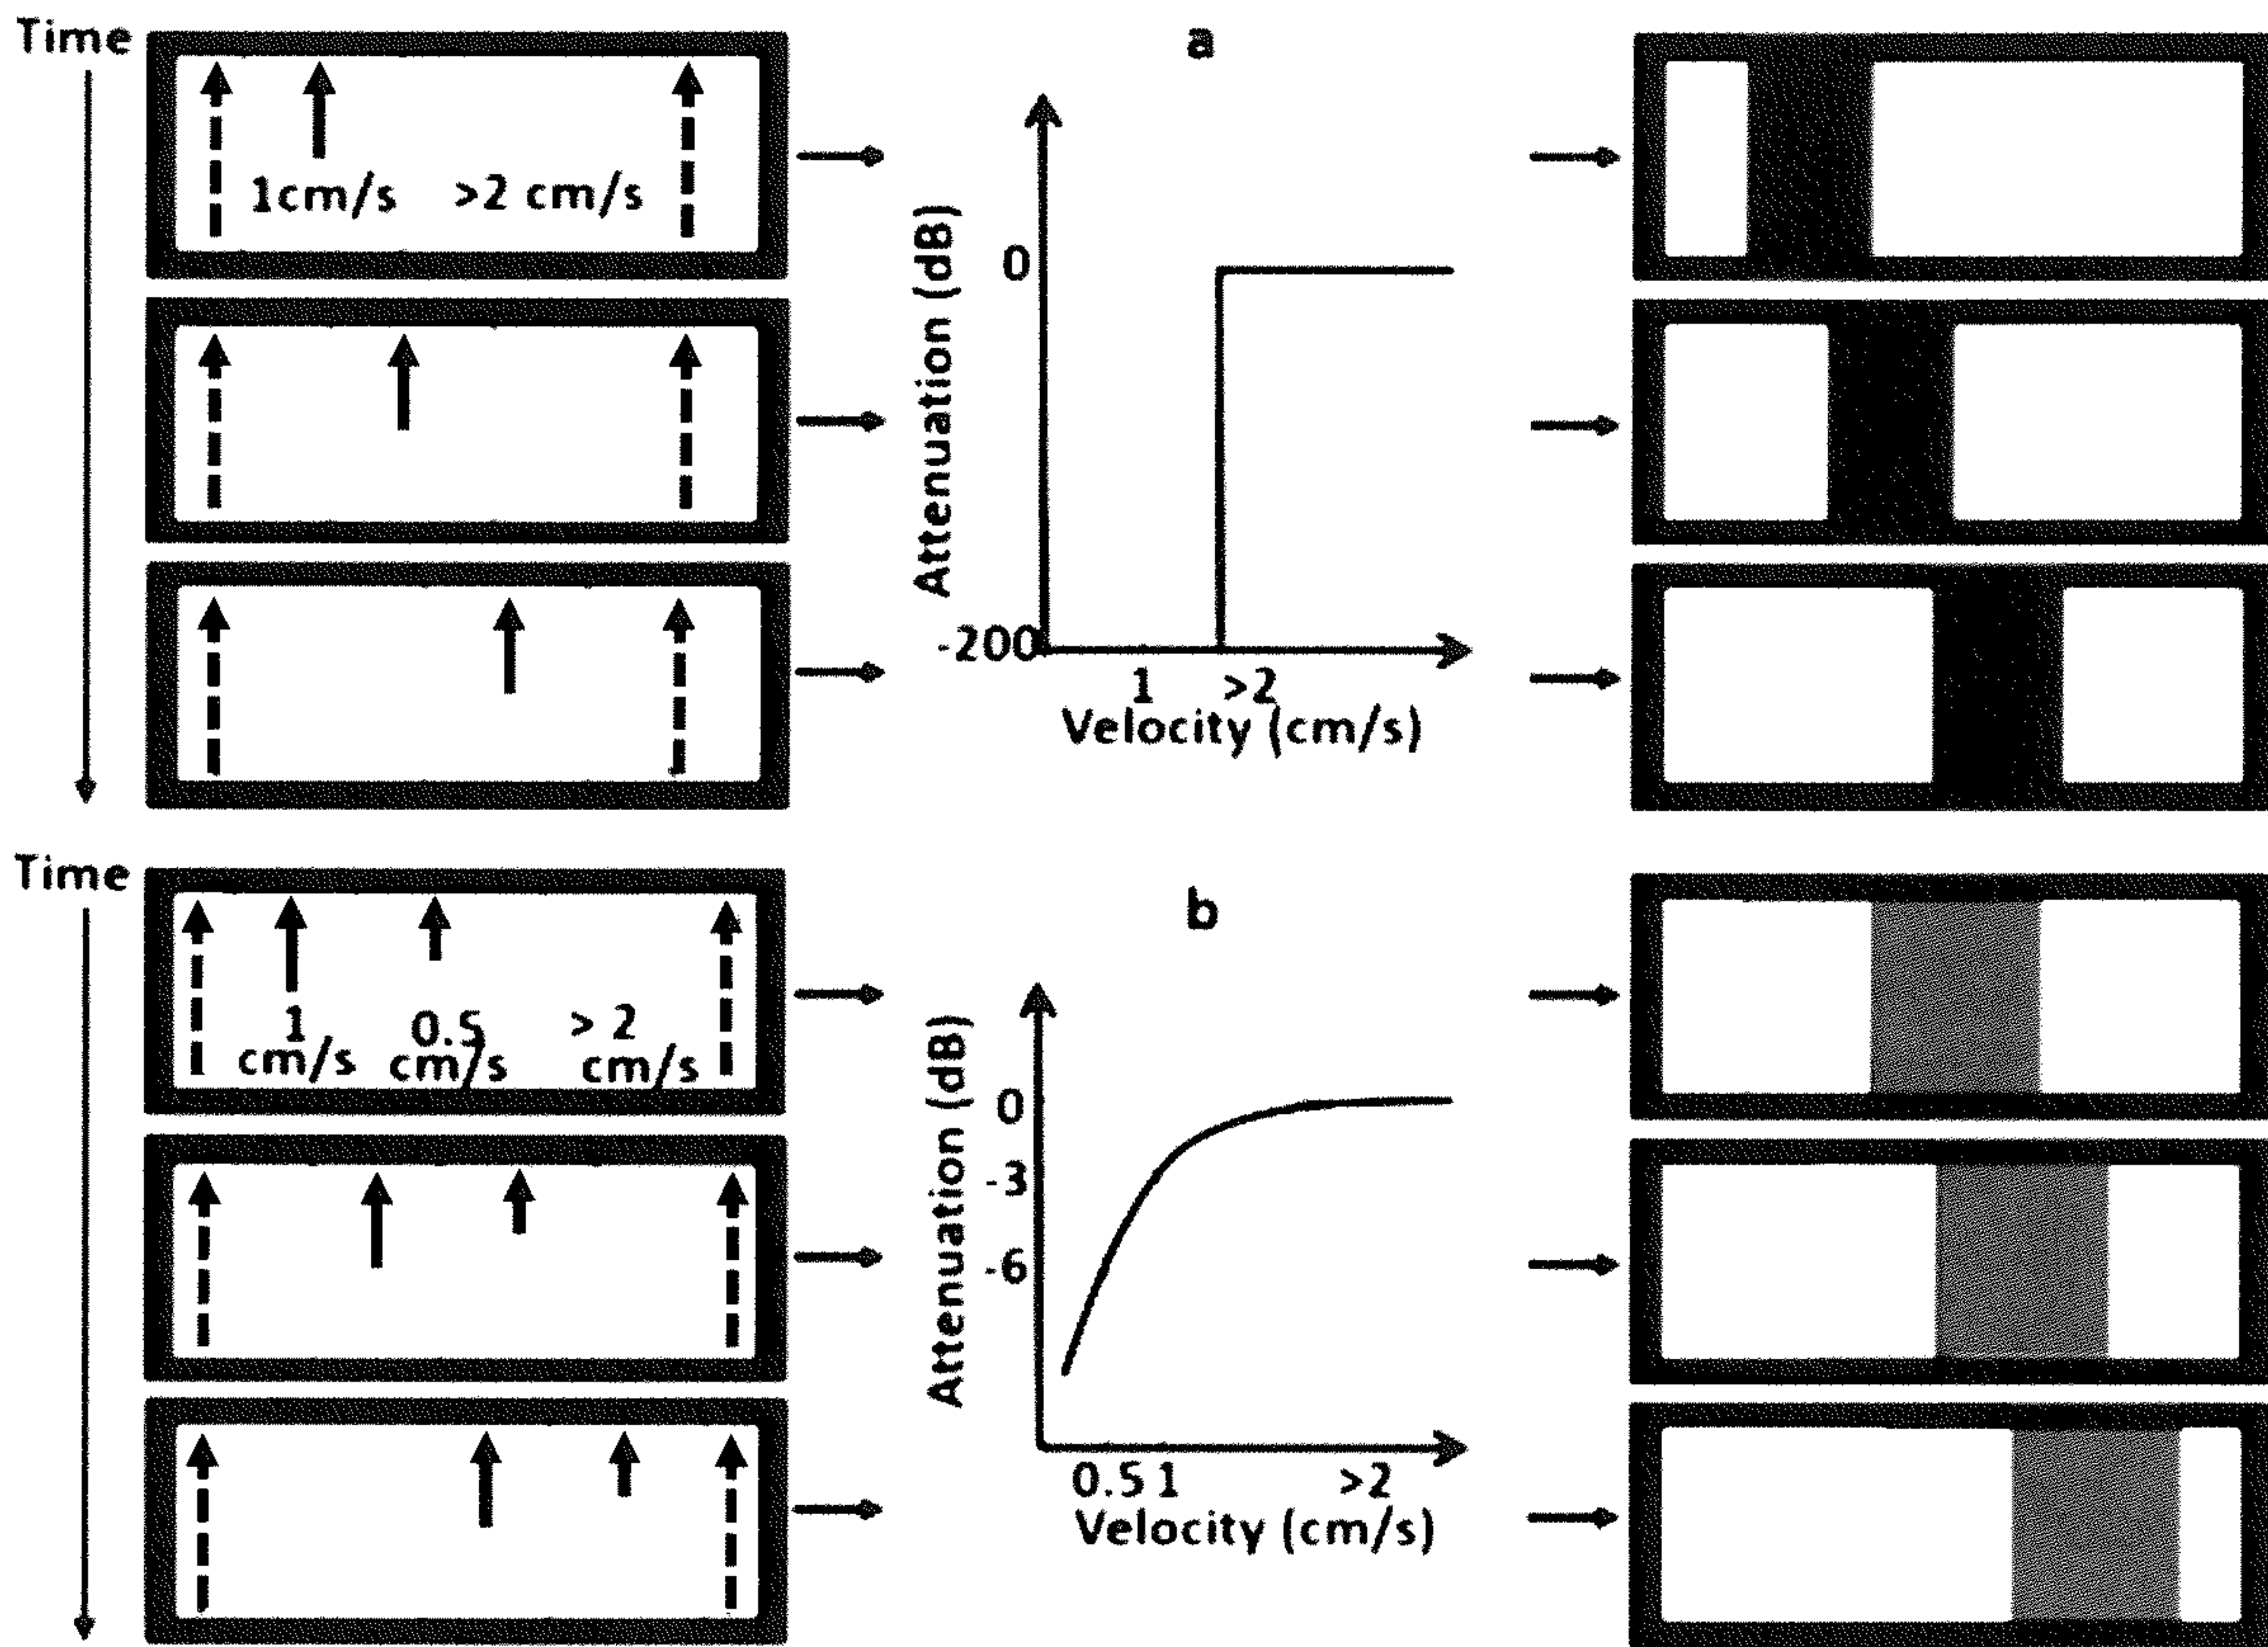 Time
a
1cm/s >2 cm/s
Attenuation (dB)
0
-200
1 >2
Velocity (cm/s)
Time
b
1 0.5 > 2
cm/s cm/s cm/s
Attenuation (dB)
0
-3
-6
0.5 1 >2
Velocity (cm/s)